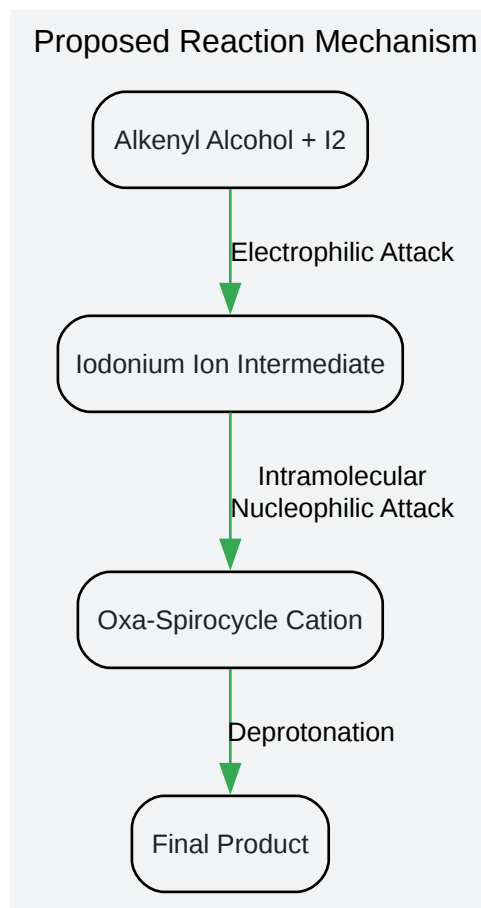 Proposed Reaction Mechanism
Alkenyl Alcohol + I2
Electrophilic Attack
Iodonium Ion Intermediate
Intramolecular
Nucleophilic Attack
Oxa-Spirocycle Cation
Deprotonation
Final Product